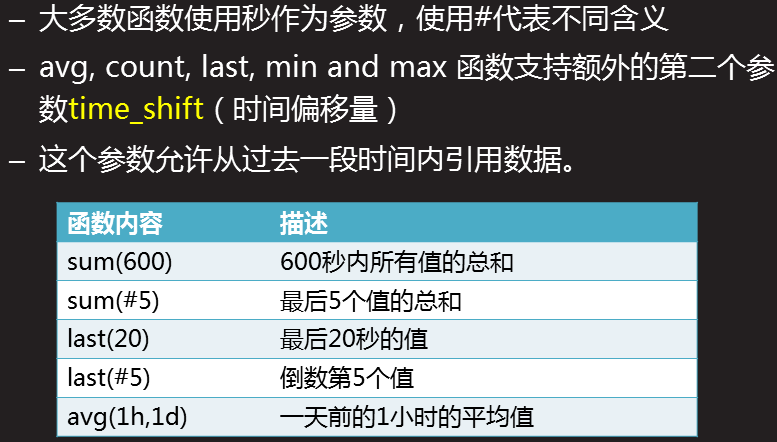 – 大多数函数使用秒作为参数，使用#代表不同含义
– avg, count, last, min and max 函数支持额外的第二个参
数time_shift（时间偏移量）
– 这个参数允许从过去一段时间内引用数据。
函数内容 描述
sum(600) 600秒内所有值的总和
sum(#5) 最后5个值的总和
last(20) 最后20秒的值
last(#5) 倒数第5个值
avg(1h,1d) 一天前的1小时的平均值